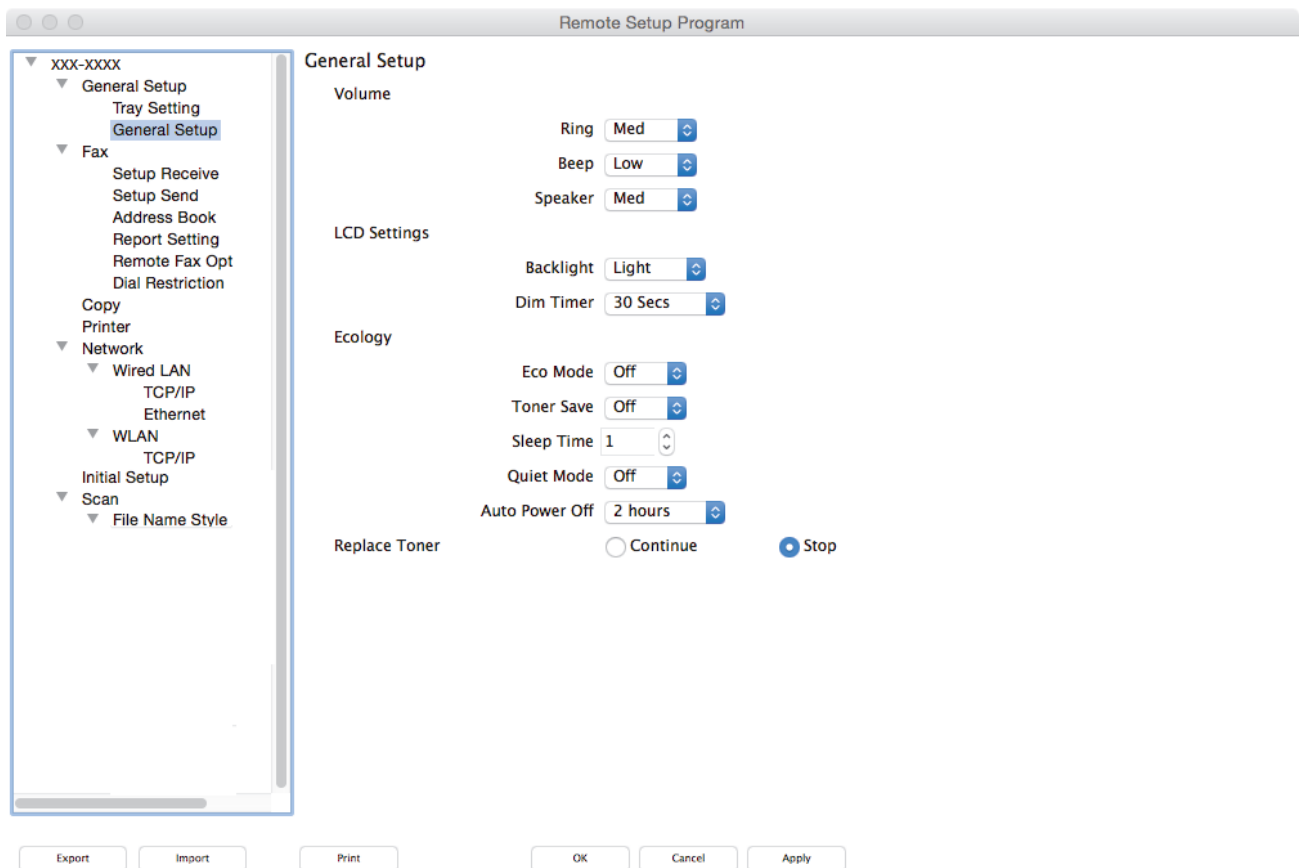 Remote Setup Program
XXX-XXXX
General Setup
Tray Setting
General Setup
Fax
Setup Receive
Setup Send
Address Book
Report Setting
Remote Fax Opt
Dial Restriction
Copy
Printer
Network
Wired LAN
TCP/IP
Ethernet
WLAN
TCP/IP
Initial Setup
Scan
File Name Style
General Setup
Volume
Ring Med
Beep Low
Speaker Med
LCD Settings
Backlight Light
Dim Timer 30 Secs
Ecology
Eco Mode Off
Toner Save Off
Sleep Time 1
Quiet Mode Off
Auto Power Off 2 hours
Replace Toner Continue Stop
Export Import Print OK Cancel Apply